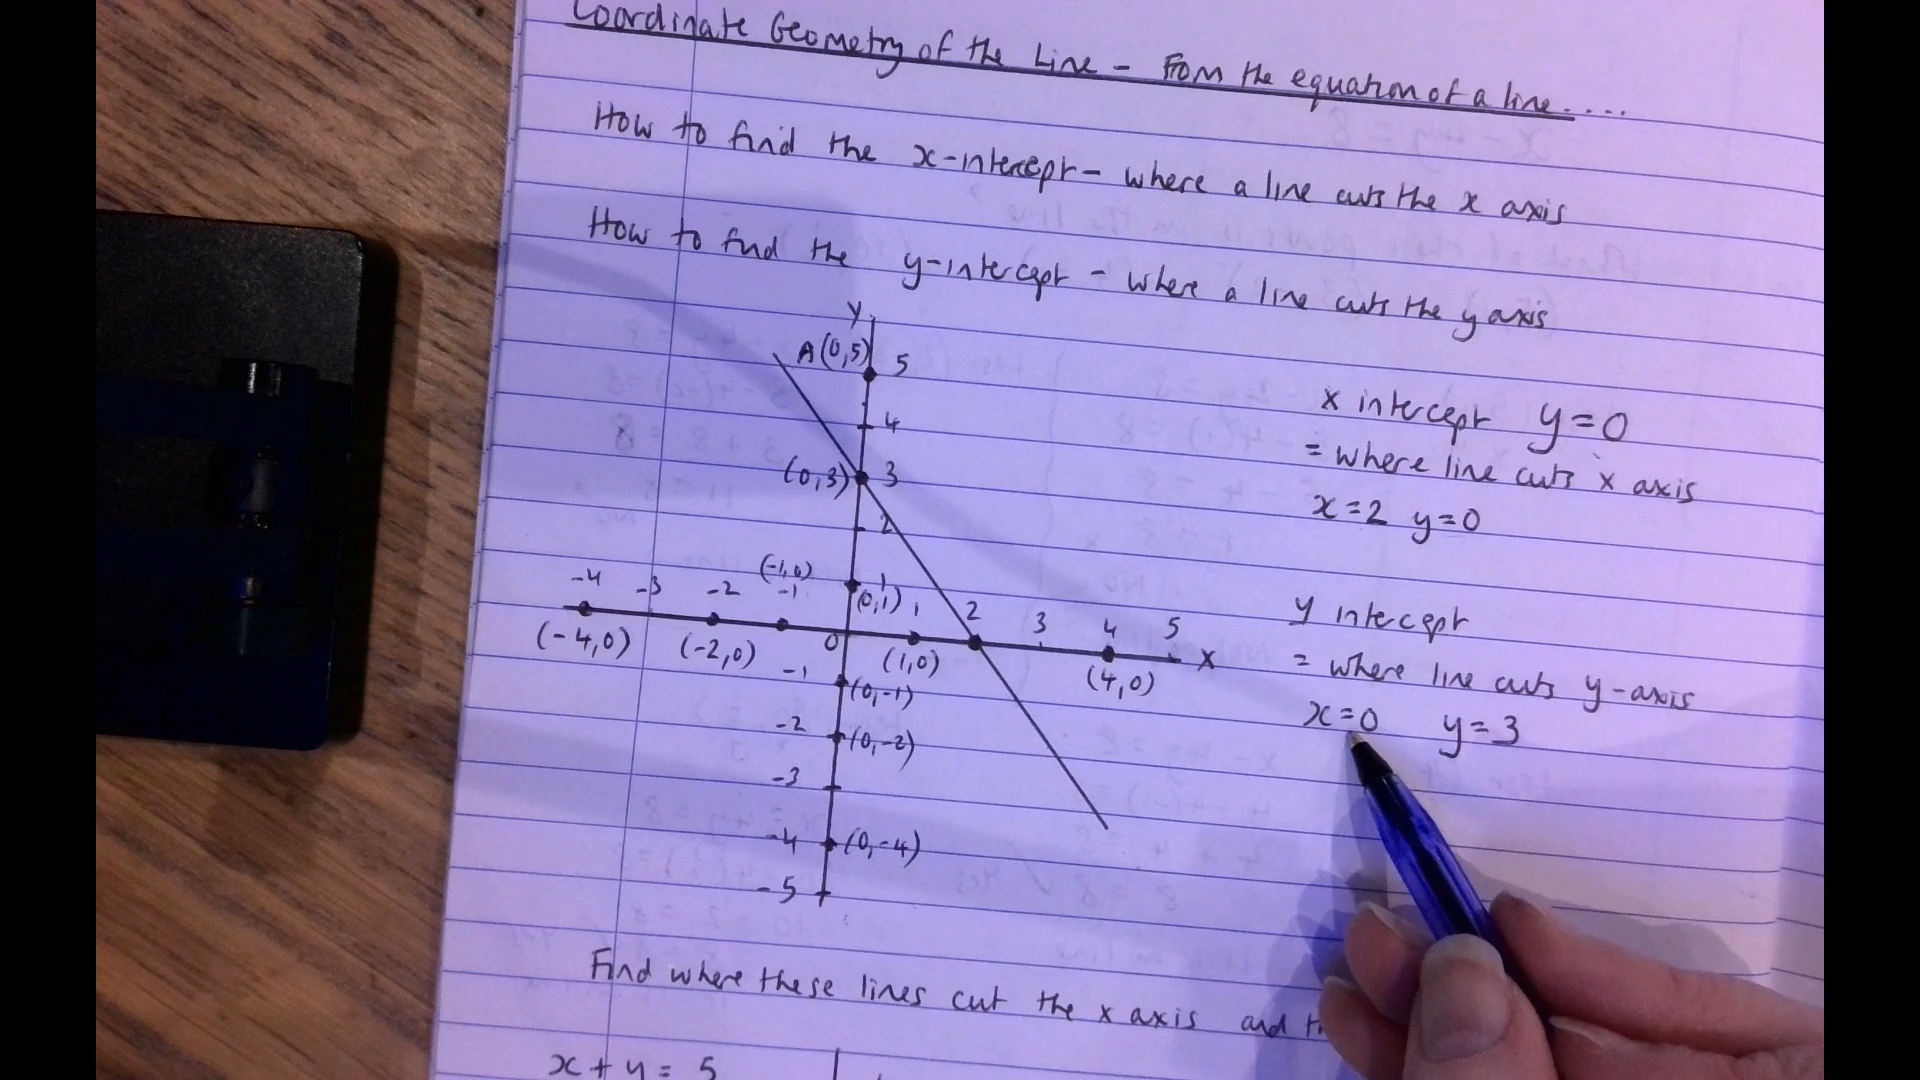 Coordinate Geometry of the Line - From the equation of a line....
How to find the x-intercept - where a line cuts the x axis
How to find the y-intercept - where a line cuts the y axis
y
A(0,5) 5
4
(0,3) 3
2
1
(0,1)
-4 -3 -2 (-1,0) -1 0 1 2 3 4 5 x
(-4,0) (-2,0) (1,0) (4,0)
-1 (0,-1)
-2 (0,-2)
-3
-4 (0,-4)
-5
x intercept y=0
= where line cuts x axis
x=2 y=0
y intercept
= where line cuts y-axis
x=0 y=3
Find where these lines cut the x axis and
x+y=5